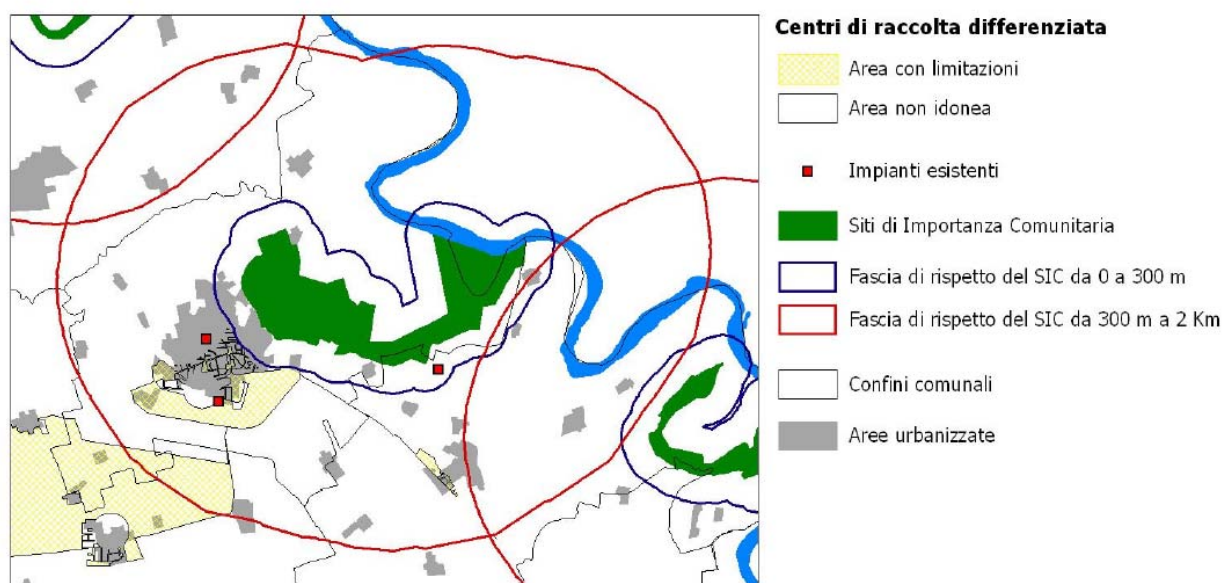 Centri di raccolta differenziata
Area con limitazioni
Area non idonea
Impianti esistenti
Siti di Importanza Comunitaria
Fascia di rispetto del SIC da 0 a 300 m
Fascia di rispetto del SIC da 300 m a 2 Km
Confini comunali
Aree urbanizzate